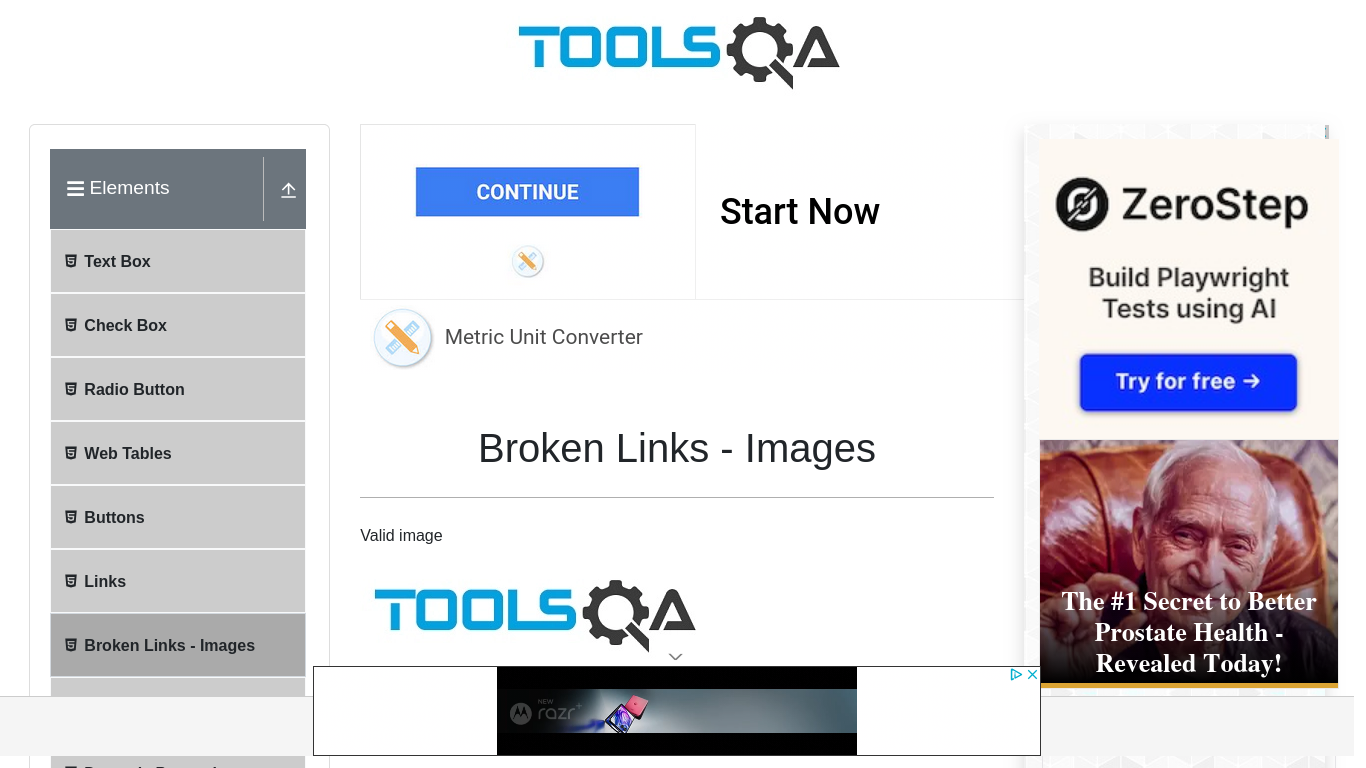 TOOLSQA
Elements
Text Box
Check Box
Radio Button
Web Tables
Buttons
Links
Broken Links - Images
CONTINUE
Start Now
Metric Unit Converter
Broken Links - Images
Valid image
TOOLSQA
ZeroStep
Build Playwright
Tests using AI
Try for free →
The #1 Secret to Better
Prostate Health -
Revealed Today!
NEW
razr+